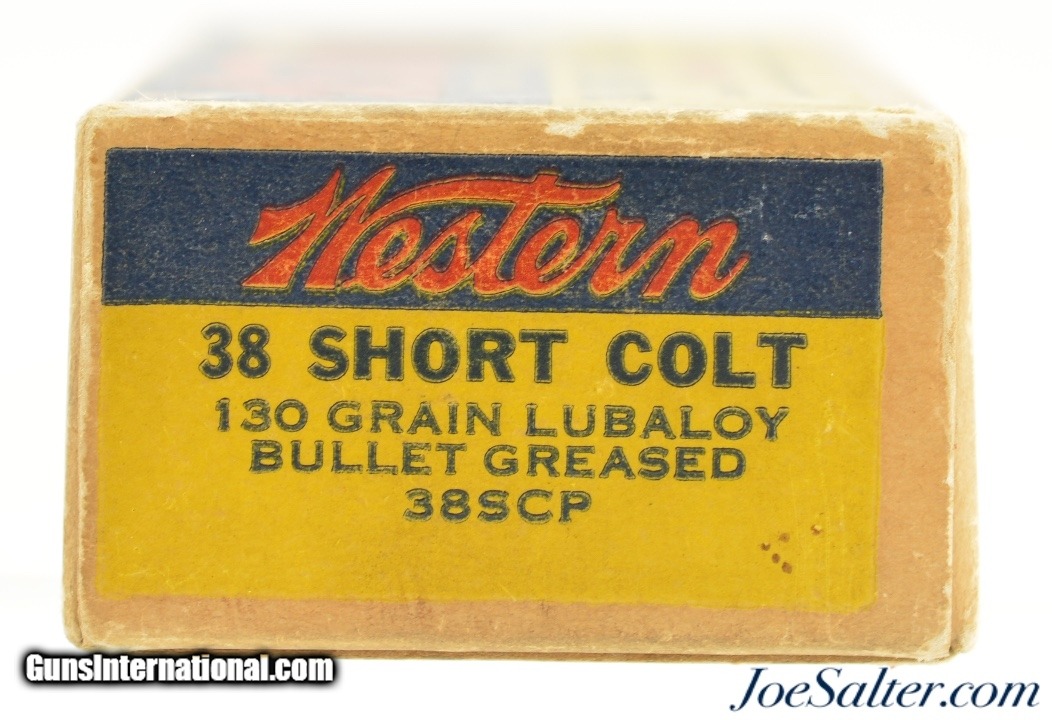 Western
38 SHORT COLT
130 GRAIN LUBALOY
BULLET GREASED
38SCP
GunsInternational.com
JoeSalter.com